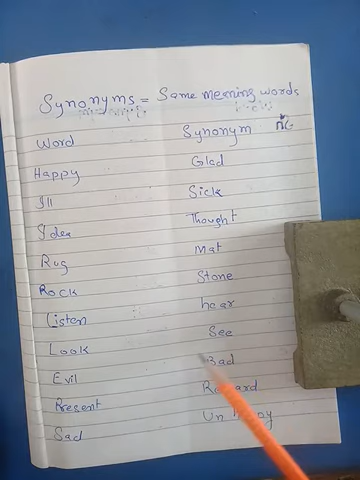 Synonyms = Same meaning words
Word Synonym
Happy Glad
Ill Sick
Idea Thought
Rug Mat
Rock Stone
Listen hear
Look See
Evil Bad
Present
Sad